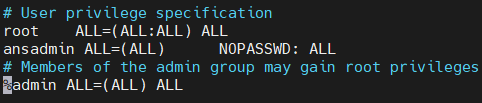 # User privilege specification
root    ALL=(ALL:ALL) ALL
ansadmin ALL=(ALL)      NOPASSWD: ALL
# Members of the admin group may gain root privileges
%admin ALL=(ALL) ALL